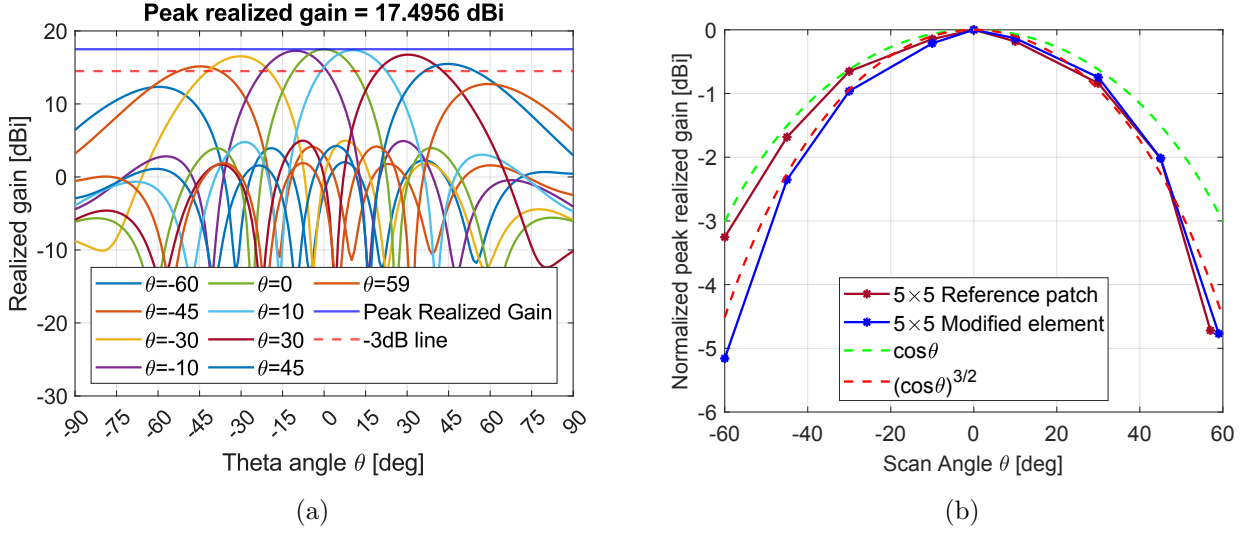 Peak realized gain = 17.4956 dBi
20
10
0
-10
-20
-30
Realized gain [dBi]
θ=-60
θ=-45
θ=-30
θ=-10
θ=0
θ=10
θ=30
θ=45
θ=59
Peak Realized Gain
-3dB line
-90 -75 -60 -45 -30 -15 0 15 30 45 60 75 90
Theta angle θ [deg]
(a)
0
-1
-2
-3
-4
-5
-6
Normalized peak realized gain [dBi]
5×5 Reference patch
5×5 Modified element
cosθ
(cosθ)^{3/2}
-60 -40 -20 0 20 40 60
Scan Angle θ [deg]
(b)